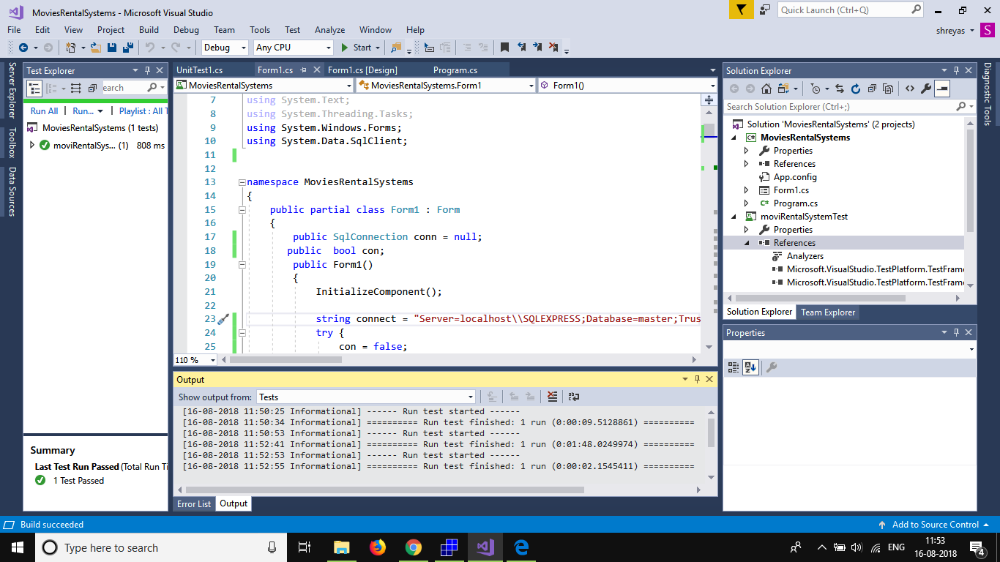 MoviesRentalSystems - Microsoft Visual Studio
Quick Launch (Ctrl+Q)
File Edit View Project Build Debug Team Tools Test Analyze Window Help
shreyas S
Debug Any CPU Start
Server Explorer
Toolbox
Data Sources
Test Explorer
earch
Run All | Run... | Playlist : All T
MoviesRentalSystems (1 tests)
moviRentalSys... (1) 808 ms
Summary
Last Test Run Passed (Total Run Ti
1 Test Passed
UnitTest1.cs Form1.cs Form1.cs [Design] Program.cs
MoviesRentalSystems MoviesRentalSystems.Form1 Form1()
7 using System.Text;
8 using System.Threading.Tasks;
9 using System.Windows.Forms;
10 using System.Data.SqlClient;
11
12
13 namespace MoviesRentalSystems
14 {
15 public partial class Form1 : Form
16 {
17 public SqlConnection conn = null;
18 public  bool con;
19 public Form1()
20 {
21 InitializeComponent();
22
23 string connect = "Server=localhost\\SQLEXPRESS;Database=master;Trus
24 try {
25 con = false;
110 %
Output
Show output from: Tests
[16-08-2018 11:50:25 Informational] ------ Run test started ------
[16-08-2018 11:50:34 Informational] ========== Run test finished: 1 run (0:00:09.5128861) ==========
[16-08-2018 11:50:53 Informational] ------ Run test started ------
[16-08-2018 11:52:41 Informational] ========== Run test finished: 1 run (0:01:48.0249974) ==========
[16-08-2018 11:52:53 Informational] ------ Run test started ------
[16-08-2018 11:52:55 Informational] ========== Run test finished: 1 run (0:00:02.1545411) ==========
Error List Output
Solution Explorer
Search Solution Explorer (Ctrl+;)
Solution 'MoviesRentalSystems' (2 projects)
C# MoviesRentalSystems
Properties
References
App.config
Form1.cs
C# Program.cs
moviRentalSystemTest
Properties
References
Analyzers
Microsoft.VisualStudio.TestPlatform.TestFram
Microsoft.VisualStudio.TestPlatform.TestFram
Solution Explorer Team Explorer
Properties
Diagnostic Tools
Build succeeded
Add to Source Control
Type here to search
ENG
11:53
16-08-2018
4